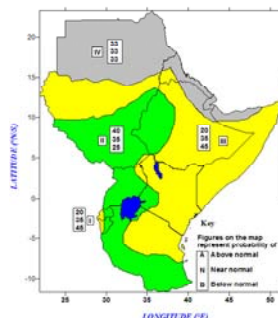 20
15
10
5
0
-5
-10
LATITUDE (°N/S)
IV
33
33
33
II
40
35
25
20
35
45
III
20
35
45
I
Key
Figures on the map
represent probability of
A Above normal
N Near normal
B Below normal
25 30 35 40 45 50
LONGITUDE (°E)